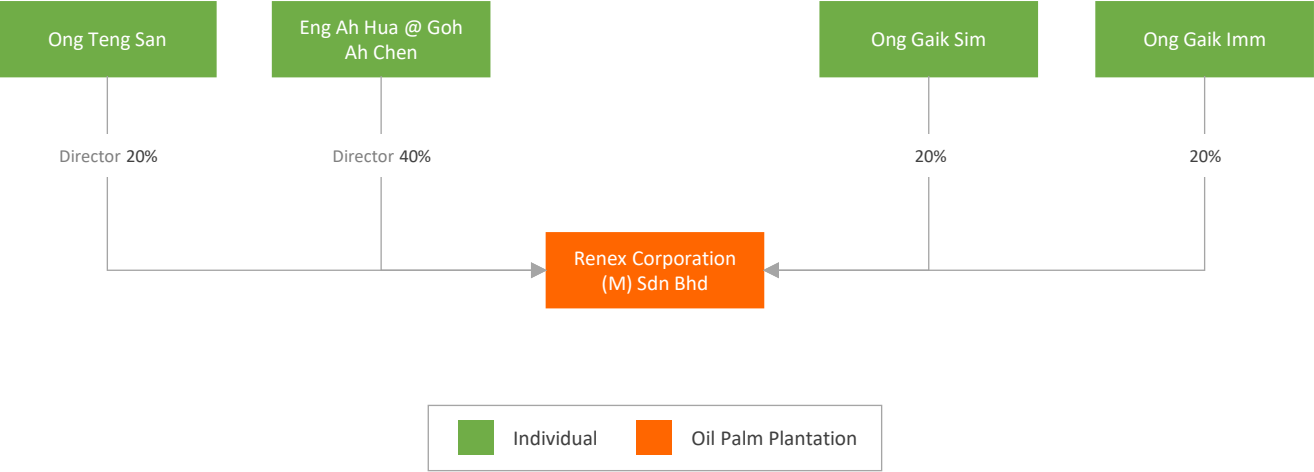 Ong Teng San
Eng Ah Hua @ Goh
Ah Chen
Ong Gaik Sim
Ong Gaik Imm
Director 20%
Director 40%
20%
20%
Renex Corporation
(M) Sdn Bhd
Individual
Oil Palm Plantation